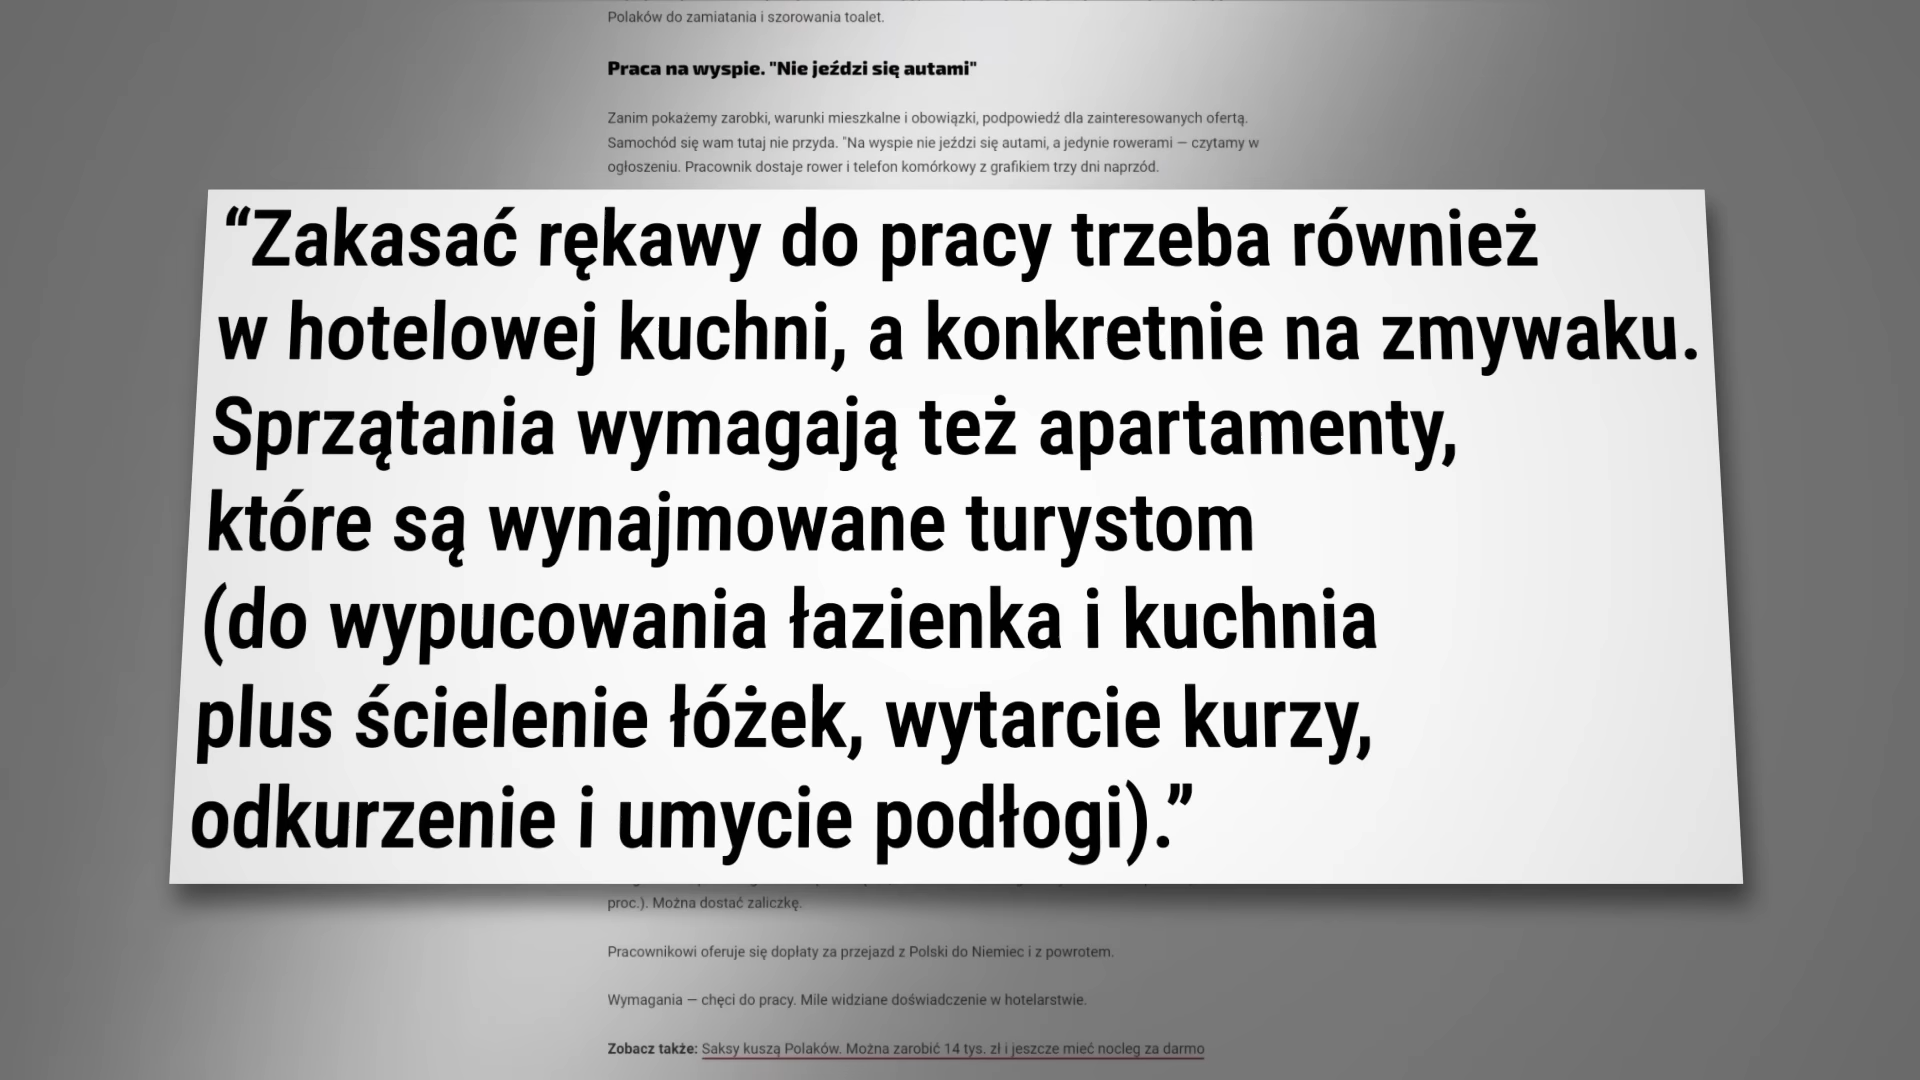 Polaków do zamiatania i szorowania toalet.
Praca na wyspie. "Nie jeździ się autami"
Zanim pokażemy zarobki, warunki mieszkalne i obowiązki, podpowiedź dla zainteresowanych ofertą.
Samochód się wam tutaj nie przyda. "Na wyspie nie jeździ się autami, a jedynie rowerami — czytamy w
ogłoszeniu. Pracownik dostaje rower i telefon komórkowy z grafikiem trzy dni naprzód.
“Zakasać rękawy do pracy trzeba również
w hotelowej kuchni, a konkretnie na zmywaku.
Sprzątania wymagają też apartamenty,
które są wynajmowane turystom
(do wypucowania łazienka i kuchnia
plus ścielenie łóżek, wytarcie kurzy,
odkurzenie i umycie podłogi).”
proc.). Można dostać zaliczkę.
Pracownikowi oferuje się dopłaty za przejazd z Polski do Niemiec i z powrotem.
Wymagania — chęci do pracy. Mile widziane doświadczenie w hotelarstwie.
Zobacz także: Saksy kuszą Polaków. Można zarobić 14 tys. zł i jeszcze mieć nocleg za darmo